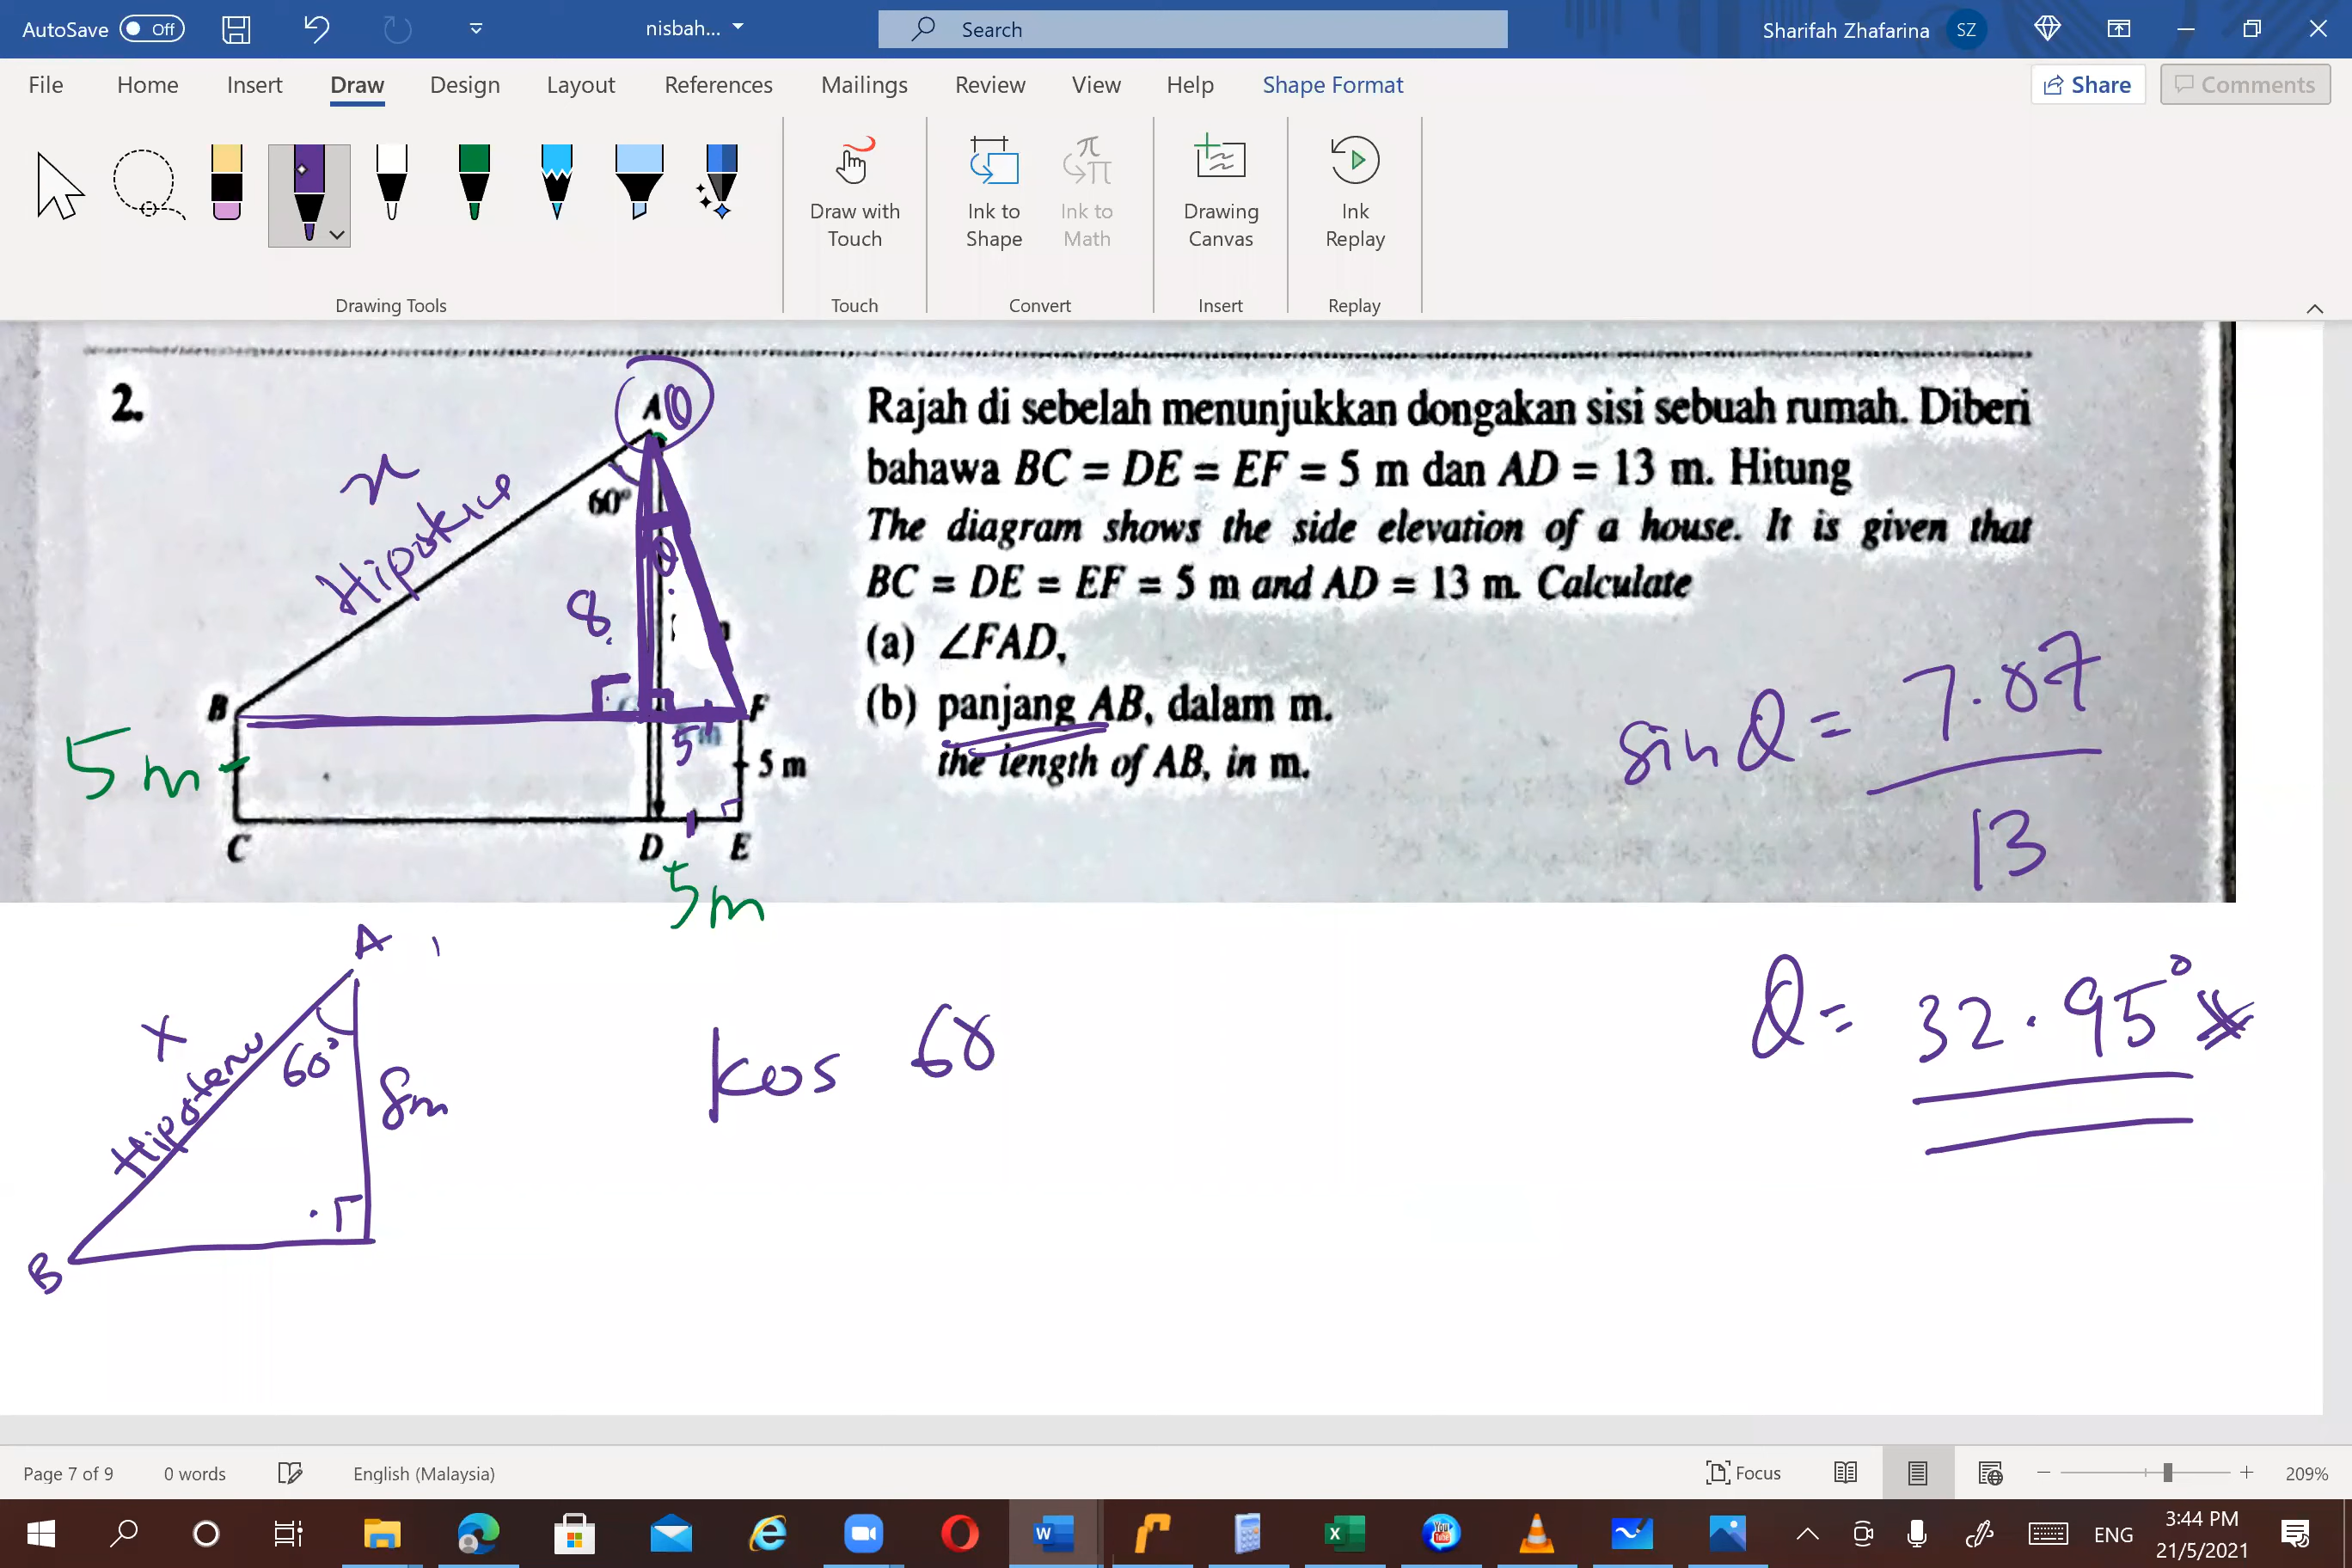 AutoSave Off nisbah... Search Sharifah Zhafarina SZ
File Home Insert Draw Design Layout References Mailings Review View Help Shape Format Share Comments
Draw with Touch
Ink to Shape
Ink to Math
Drawing Canvas
Ink Replay
Drawing Tools Touch Convert Insert Replay
2.
A
x
Hipotenus
60°
θ
8
B
F
5
5 m
5 m
C
D
E
5m
Rajah di sebelah menunjukkan dongakan sisi sebuah rumah. Diberi
bahawa BC = DE = EF = 5 m dan AD = 13 m. Hitung
The diagram shows the side elevation of a house. It is given that
BC = DE = EF = 5 m and AD = 13 m. Calculate
(a) ∠FAD,
(b) panjang AB, dalam m.
the length of AB, in m.
sin θ = 7.07
13
θ = 32.95°
A
x
Hipotenus
60°
8m
B
kos 60
Page 7 of 9 0 words English (Malaysia) Focus 209%
ENG
3:44 PM
21/5/2021